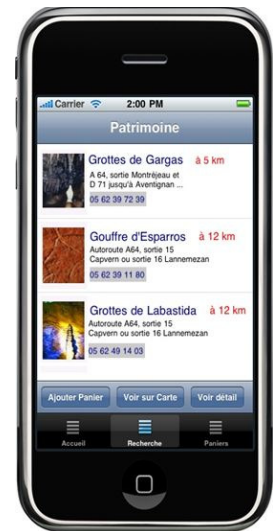 Carrier 2:00 PM
Patrimoine
Grottes de Gargas à 5 km
A 64, sortie Montréjeau et
D 71 jusqu'à Aventignan ...
05 62 39 72 39
Gouffre d'Esparros à 12 km
Autoroute A64, sortie 15
Capvern ou sortie 16 Lannemezan
05 62 39 11 80
Grottes de Labastida à 12 km
Autoroute A64, sortie 15
Capvern ou sortie 16 Lannemezan
05 62 49 14 03
Ajouter Panier Voir sur Carte Voir détail
Accueil Recherche Paniers